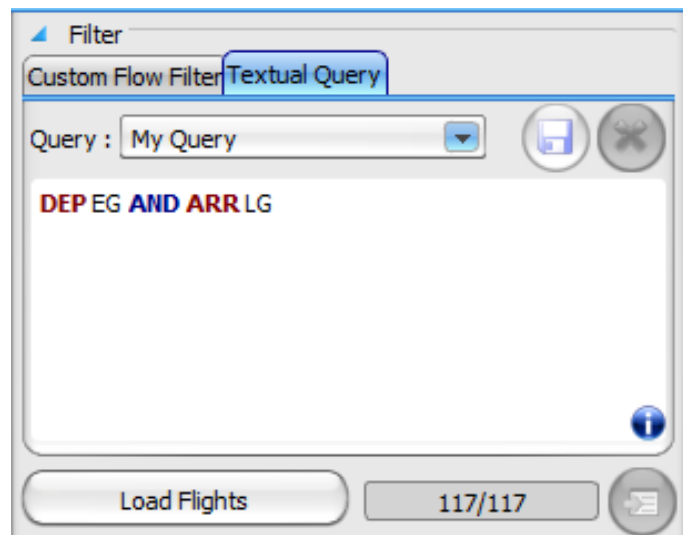 Filter
Custom Flow Filter Textual Query
Query : My Query
DEP EG AND ARR LG
Load Flights 117/117